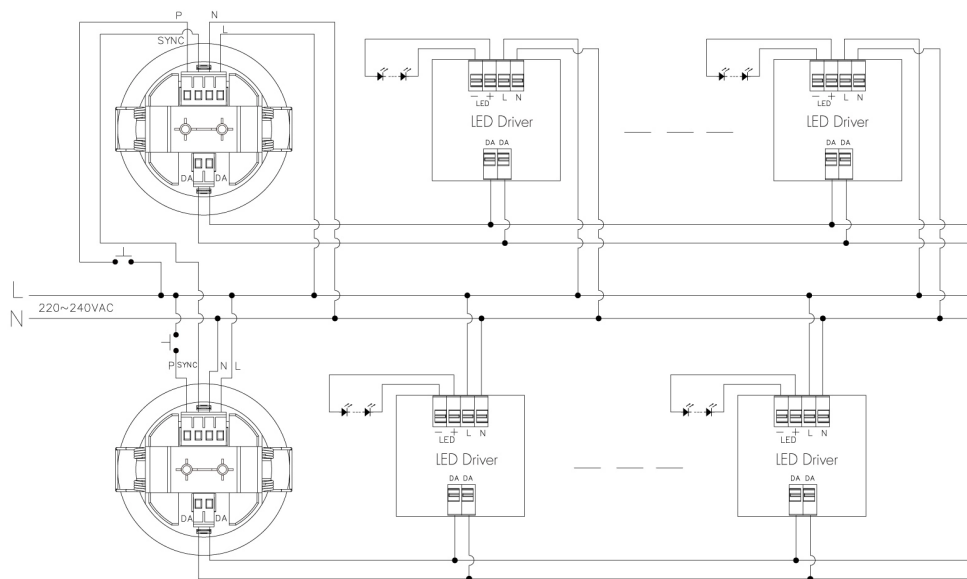 P N
SYNC L
− + L N − + L N
LED LED
LED Driver LED Driver
DA DA DA DA
DA DA
L
220~240VAC
N
P SYNC N L
− + L N − + L N
LED LED
LED Driver LED Driver
DA DA DA DA
DA DA